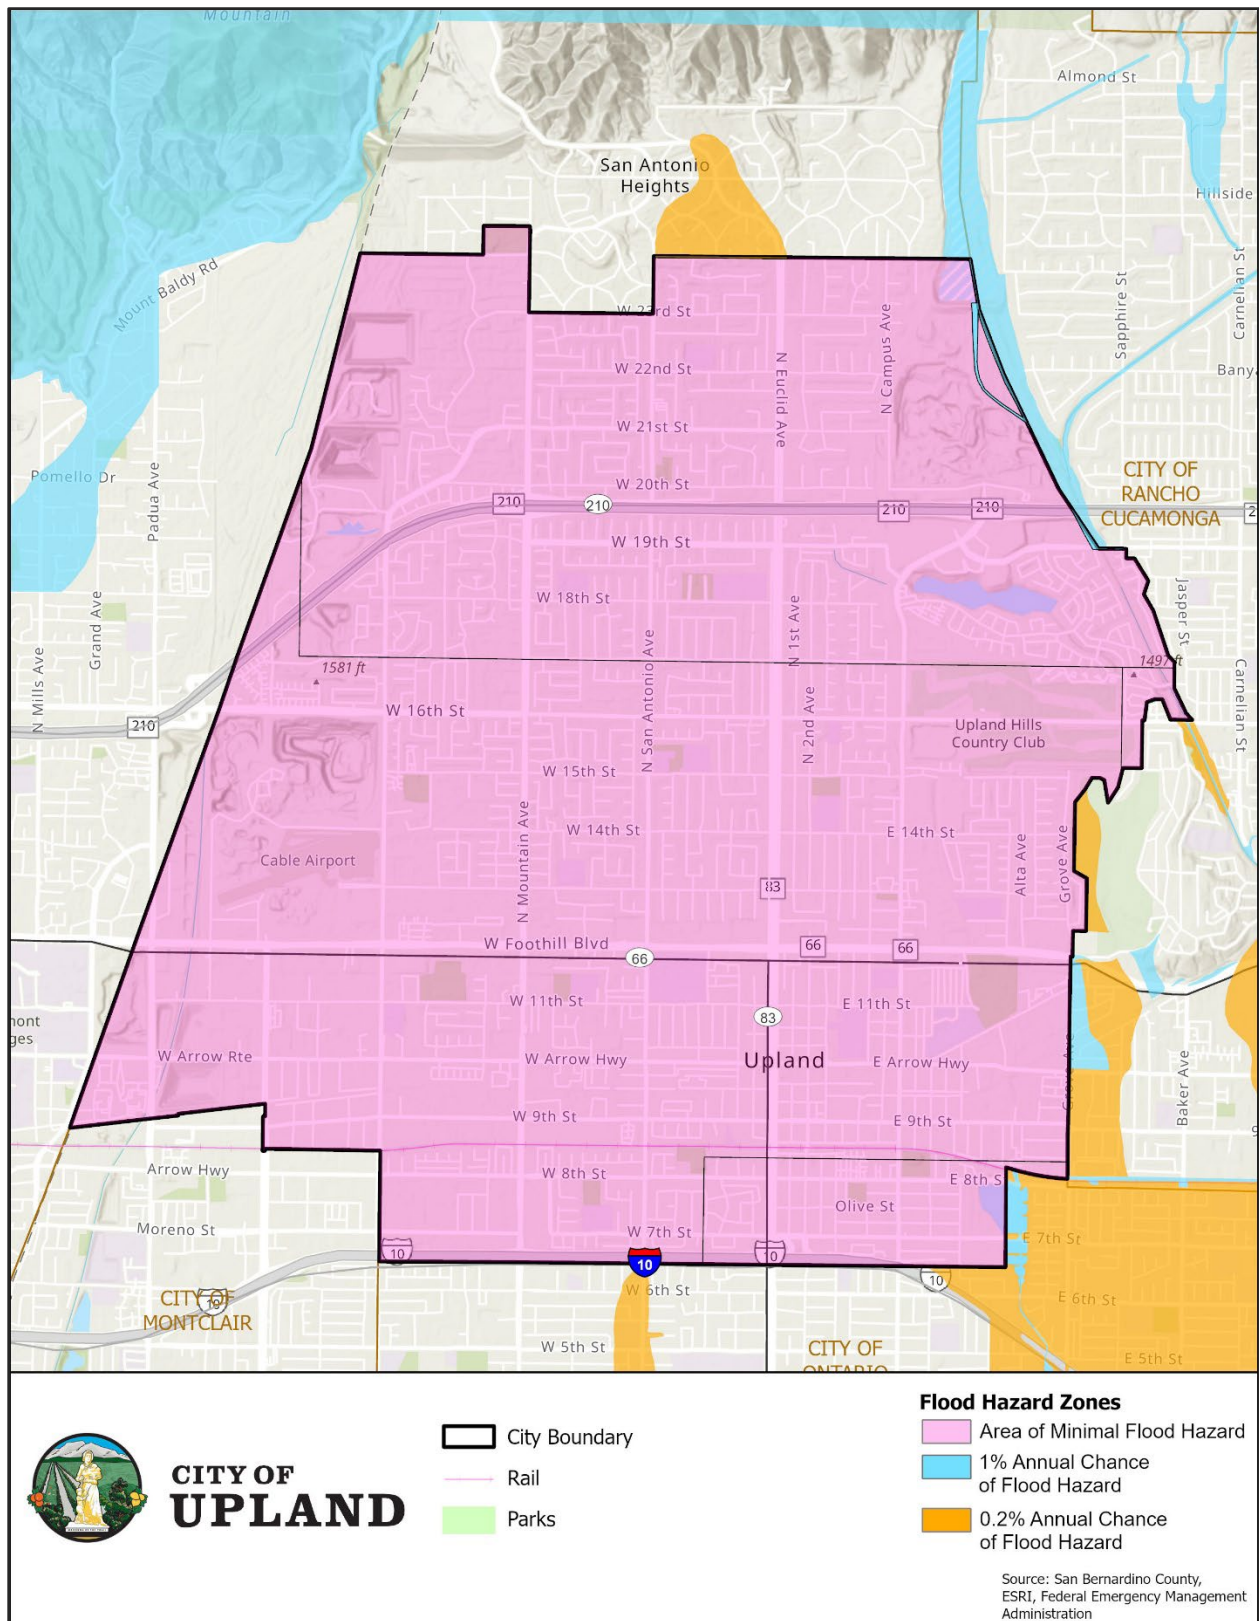 Mountain
Almond St
San Antonio
Heights
Hillside
Mount Baldy Rd
Sapphire St
Carnelian St
W 23rd St
N Euclid Ave
N Campus Ave
W 22nd St
Bany
W 21st St
Pomello Dr
Padua Ave
W 20th St
CITY OF
RANCHO
CUCAMONGA
210
210
210
210
2
W 19th St
Grand Ave
W 18th St
N 1st Ave
Jasper St
N Mills Ave
1581 ft
N San Antonio Ave
1497 ft
Carnelian St
210
W 16th St
N 2nd Ave
Upland Hills
Country Club
W 15th St
N Mountain Ave
W 14th St
E 14th St
Cable Airport
Alta Ave
Grove Ave
83
W Foothill Blvd
66
66
66
W 11th St
E 11th St
83
mont
ges
W Arrow Rte
W Arrow Hwy
Upland
E Arrow Hwy
Grove Ave
Baker Ave
W 9th St
E 9th St
9
Arrow Hwy
W 8th St
E 8th S
Olive St
Moreno St
W 7th St
E 7th St
10
10
10
10
W 6th St
E 6th St
CITY OF
10
MONTCLAIR
W 5th St
CITY OF
ONTARIO
E 5th St
CITY OF
UPLAND
City Boundary
Rail
Parks
Flood Hazard Zones
Area of Minimal Flood Hazard
1% Annual Chance
of Flood Hazard
0.2% Annual Chance
of Flood Hazard
Source: San Bernardino County,
ESRI, Federal Emergency Management
Administration